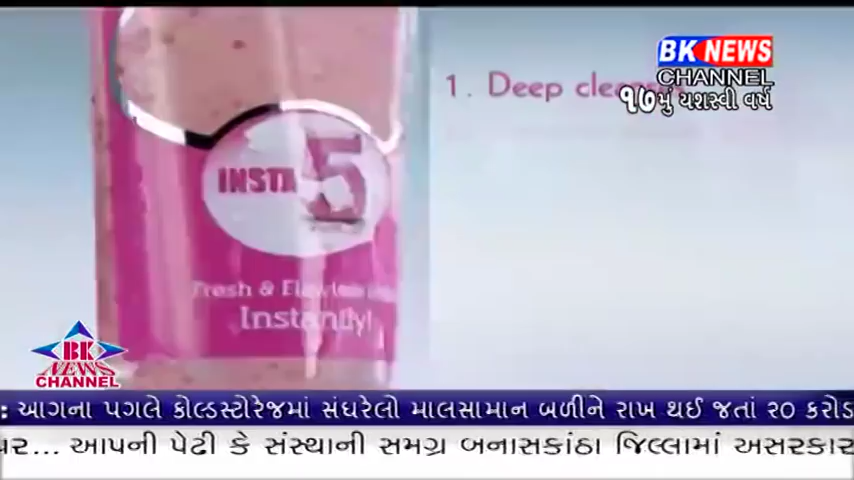 BK NEWS
CHANNEL
૧૭મું યશસ્વી વર્ષ
1. Deep
INSTA 5
Fresh &
Instantly!
BK
NEWS
CHANNEL
: આગના પગલે કોલ્ડસ્ટોરેજમાં સંઘરેલો માલસામાન બળીને રાખ થઈ જતાં ૨૦ કરોડ
આપની પેઢી કે સંસ્થાની સમગ્ર બનાસકાંઠા જિલ્લામાં અસરકાર